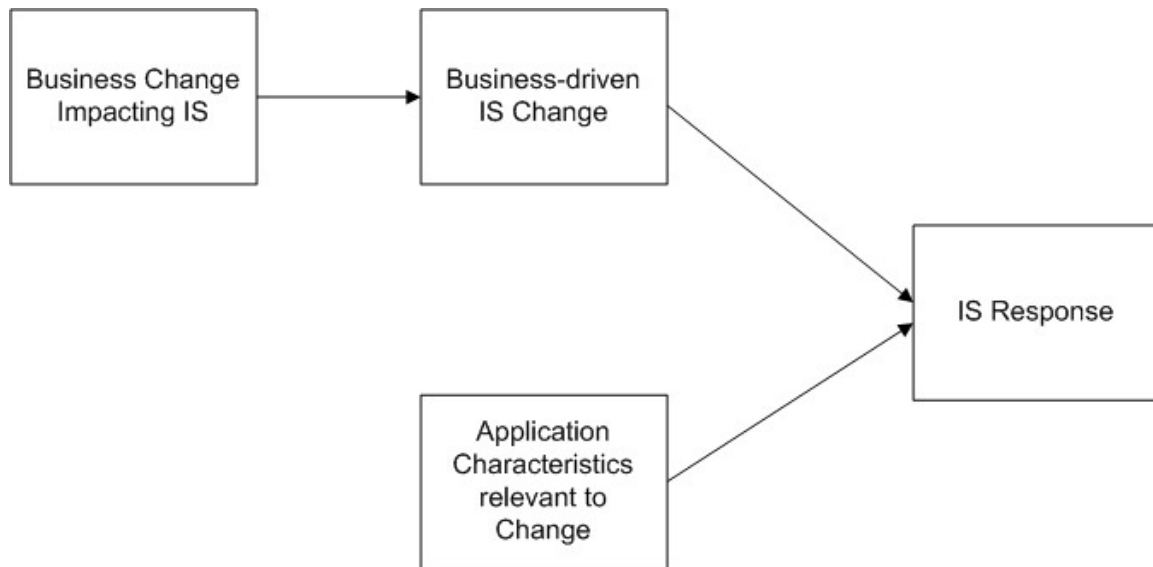 Business Change
Impacting IS
Business-driven
IS Change
IS Response
Application
Characteristics
relevant to
Change